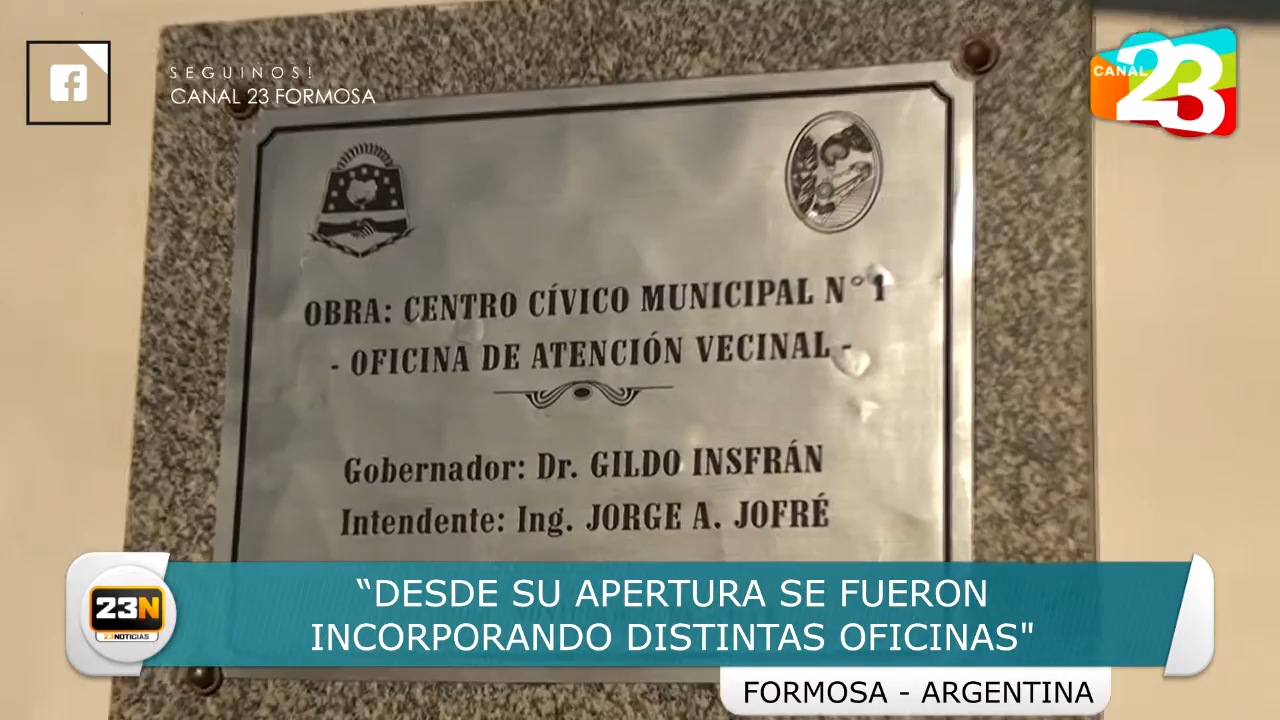 SEGUINOS!
CANAL 23 FORMOSA
CANAL 23
OBRA: CENTRO CÍVICO MUNICIPAL N° 1
- OFICINA DE ATENCIÓN VECINAL -
Gobernador: Dr. GILDO INSFRÁN
Intendente: Ing. JORGE A. JOFRÉ
23N
23NOTICIAS
“DESDE SU APERTURA SE FUERON
INCORPORANDO DISTINTAS OFICINAS"
FORMOSA - ARGENTINA